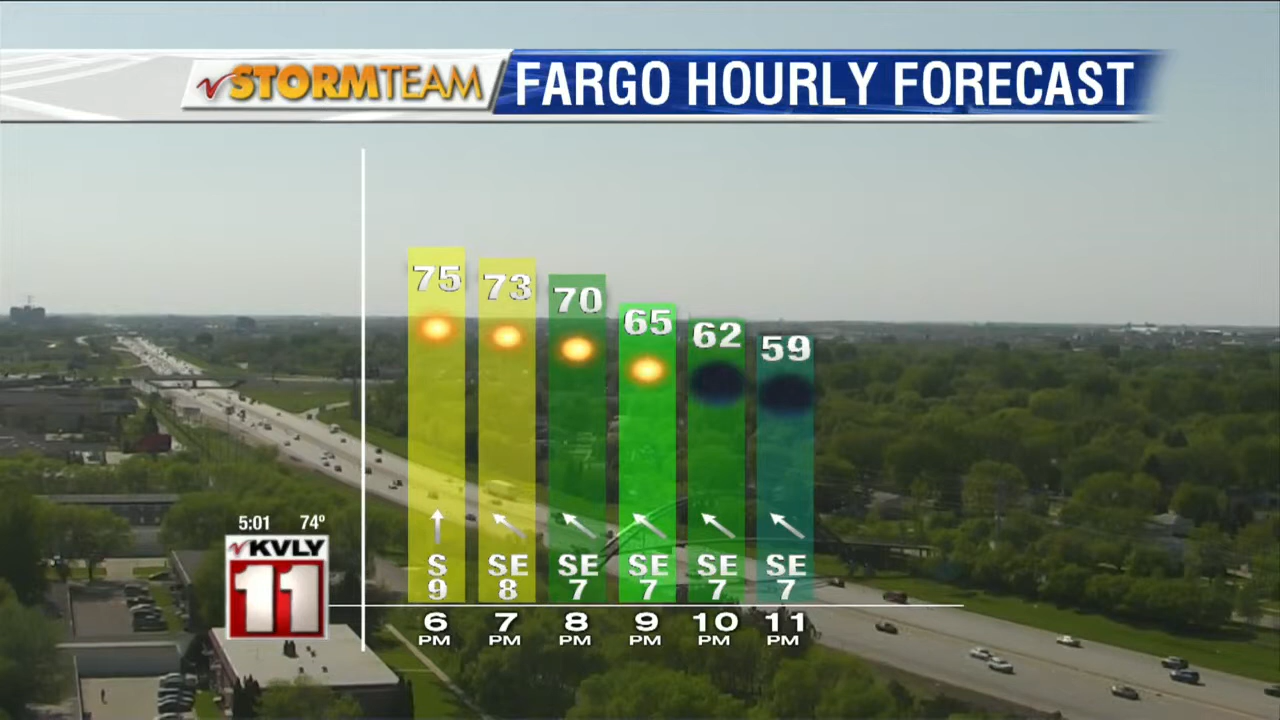 STORMTEAM FARGO HOURLY FORECAST
75 73 70 65 62 59
5:01 74º
KVLY
11
S SE SE SE SE SE
9 8 7 7 7 7
6 7 8 9 10 11
PM PM PM PM PM PM